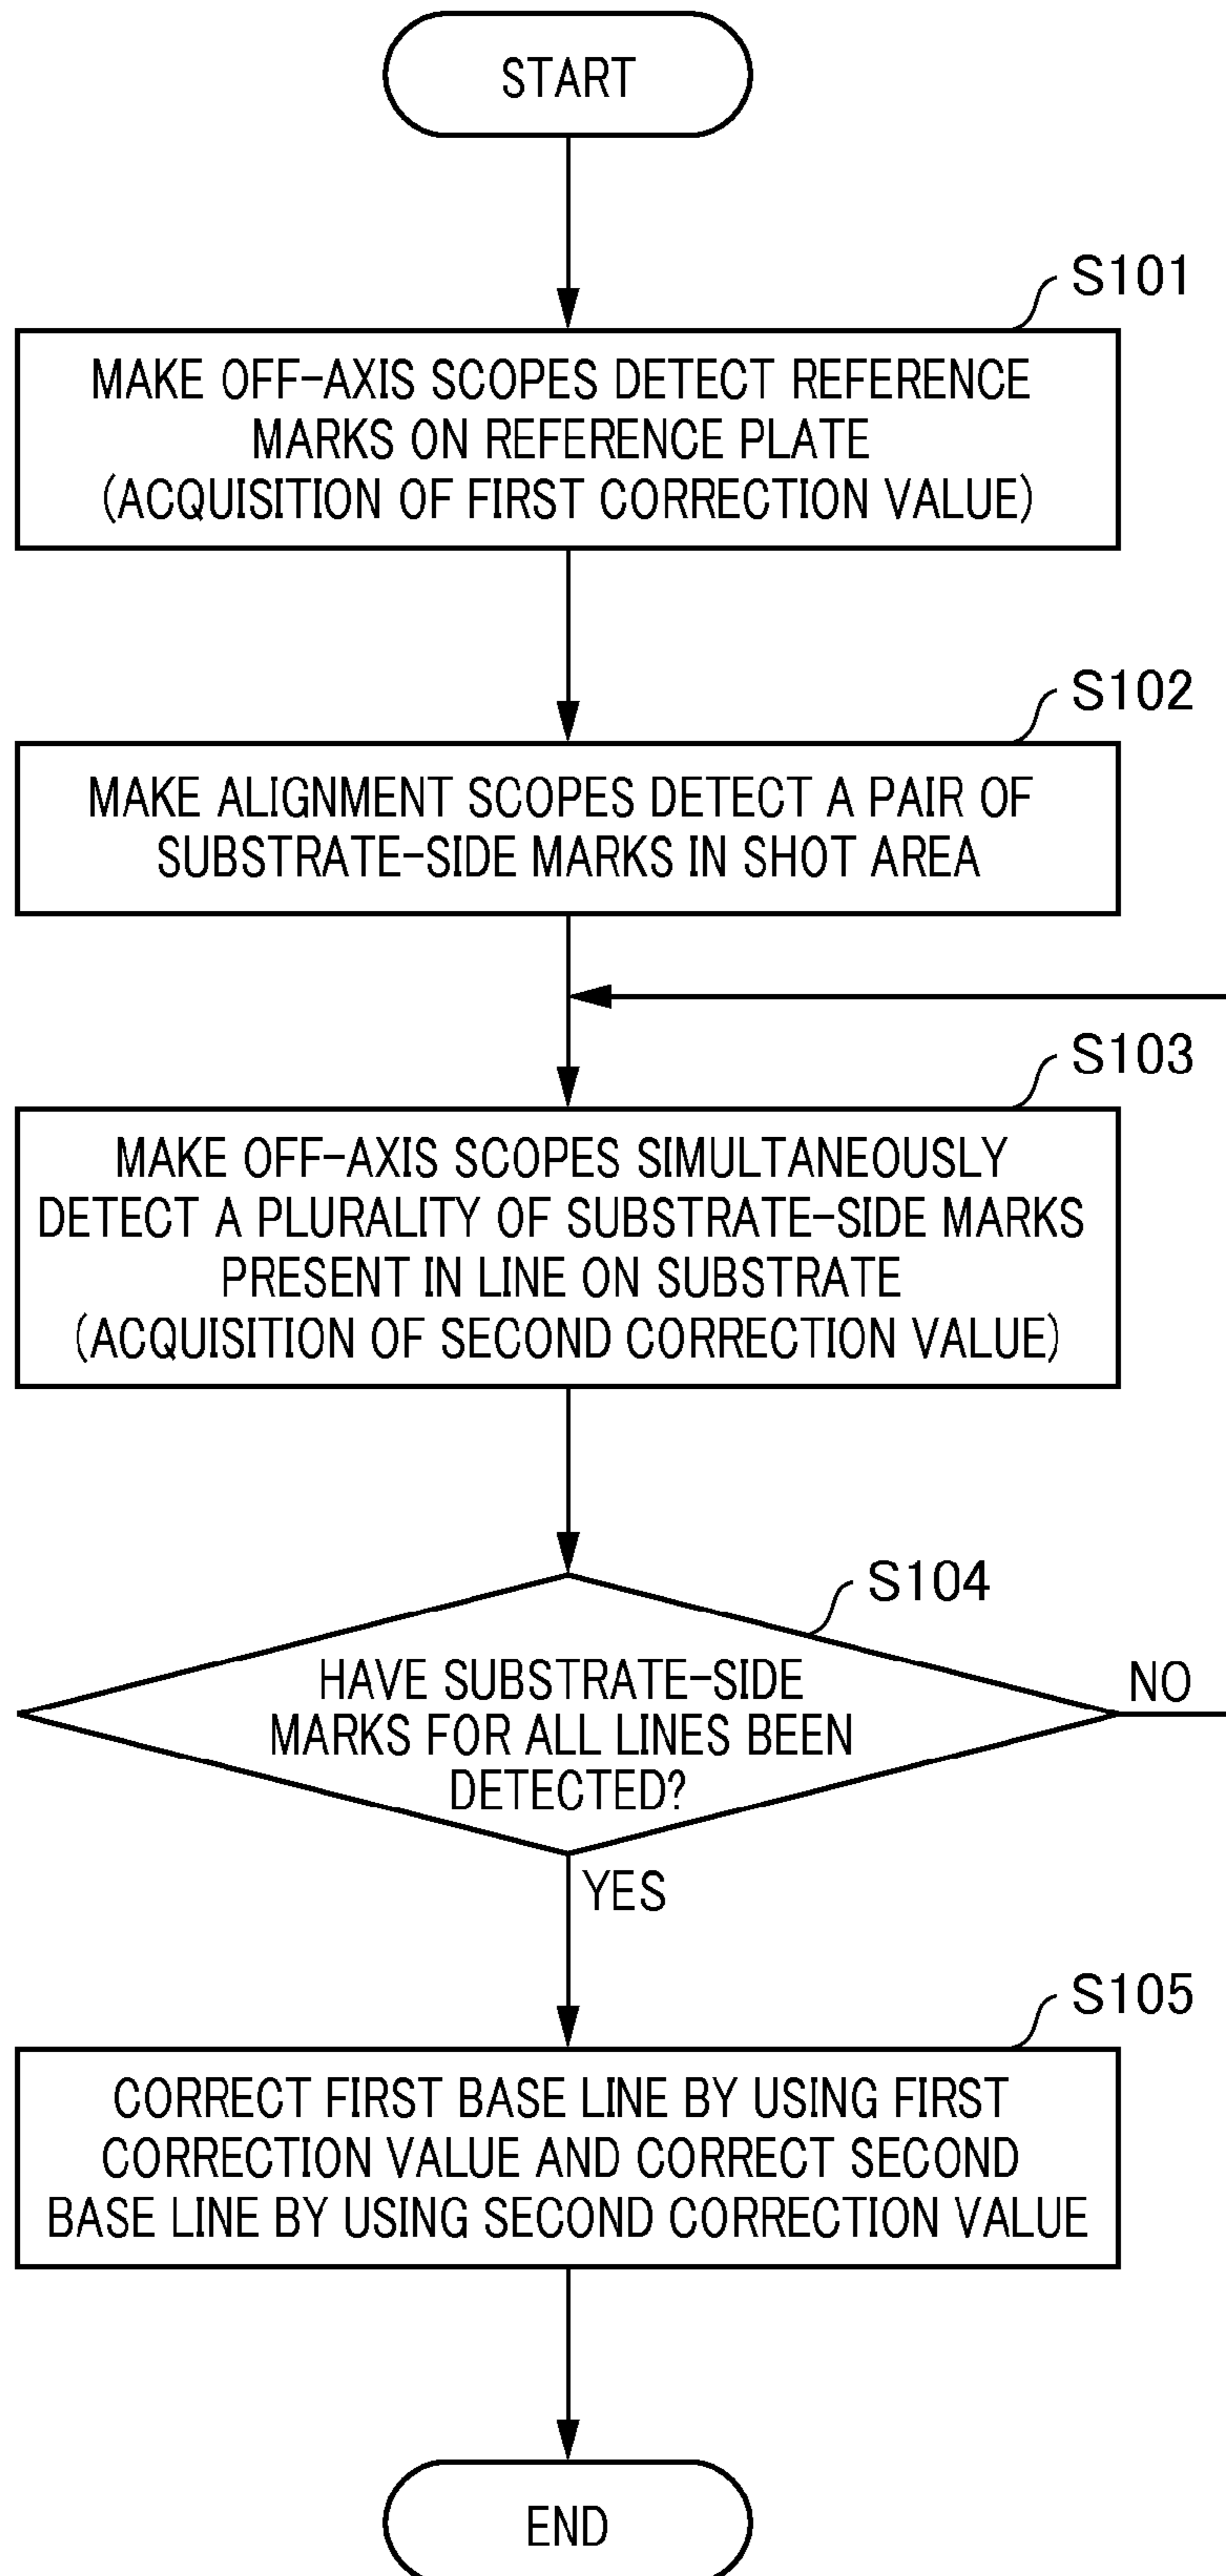 START
S101
MAKE OFF-AXIS SCOPES DETECT REFERENCE
MARKS ON REFERENCE PLATE
(ACQUISITION OF FIRST CORRECTION VALUE)
S102
MAKE ALIGNMENT SCOPES DETECT A PAIR OF
SUBSTRATE-SIDE MARKS IN SHOT AREA
S103
MAKE OFF-AXIS SCOPES SIMULTANEOUSLY
DETECT A PLURALITY OF SUBSTRATE-SIDE MARKS
PRESENT IN LINE ON SUBSTRATE
(ACQUISITION OF SECOND CORRECTION VALUE)
S104
HAVE SUBSTRATE-SIDE
MARKS FOR ALL LINES BEEN
DETECTED?
NO
YES
S105
CORRECT FIRST BASE LINE BY USING FIRST
CORRECTION VALUE AND CORRECT SECOND
BASE LINE BY USING SECOND CORRECTION VALUE
END